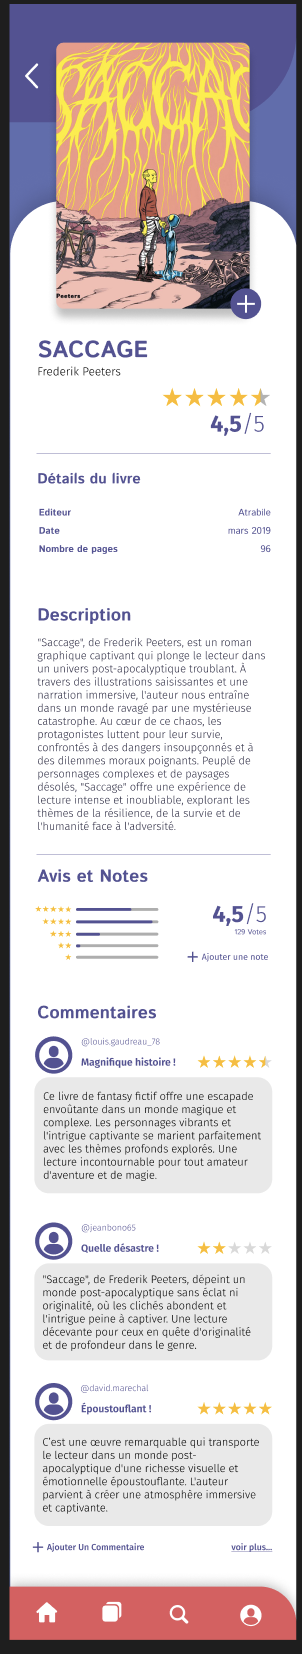 SACCAC
Peeters
SACCAGE
Frederik Peeters
4,5/5
Détails du livre
Editeur Atrabile
Date mars 2019
Nombre de pages 96
Description
"Saccage", de Frederik Peeters, est un roman
graphique captivant qui plonge le lecteur dans
un univers post-apocalyptique troublant. À
travers des illustrations saisissantes et une
narration immersive, l'auteur nous entraîne
dans un monde ravagé par une mystérieuse
catastrophe. Au cœur de ce chaos, les
protagonistes luttent pour leur survie,
confrontés à des dangers insoupçonnés et à
des dilemmes moraux poignants. Peuplé de
personnages complexes et de paysages
désolés, "Saccage" offre une expérience de
lecture intense et inoubliable, explorant les
thèmes de la résilience, de la survie et de
l'humanité face à l'adversité.
Avis et Notes
4,5/5
129 Votes
Ajouter une note
Commentaires
@louis.gaudreau_78
Magnifique histoire !
Ce livre de fantasy fictif offre une escapade
envoûtante dans un monde magique et
complexe. Les personnages vibrants et
l'intrigue captivante se marient parfaitement
avec les thèmes profonds explorés. Une
lecture incontournable pour tout amateur
d'aventure et de magie.
@jeanbono65
Quelle désastre !
"Saccage", de Frederik Peeters, dépeint un
monde post-apocalyptique sans éclat ni
originalité, où les clichés abondent et
l'intrigue peine à captiver. Une lecture
décevante pour ceux en quête d'originalité
et de profondeur dans le genre.
@david.marechal
Époustouflant !
C'est une œuvre remarquable qui transporte
le lecteur dans un monde post-
apocalyptique d'une richesse visuelle et
émotionnelle époustouflante. L'auteur
parvient à créer une atmosphère immersive
et captivante.
Ajouter Un Commentaire voir plus...